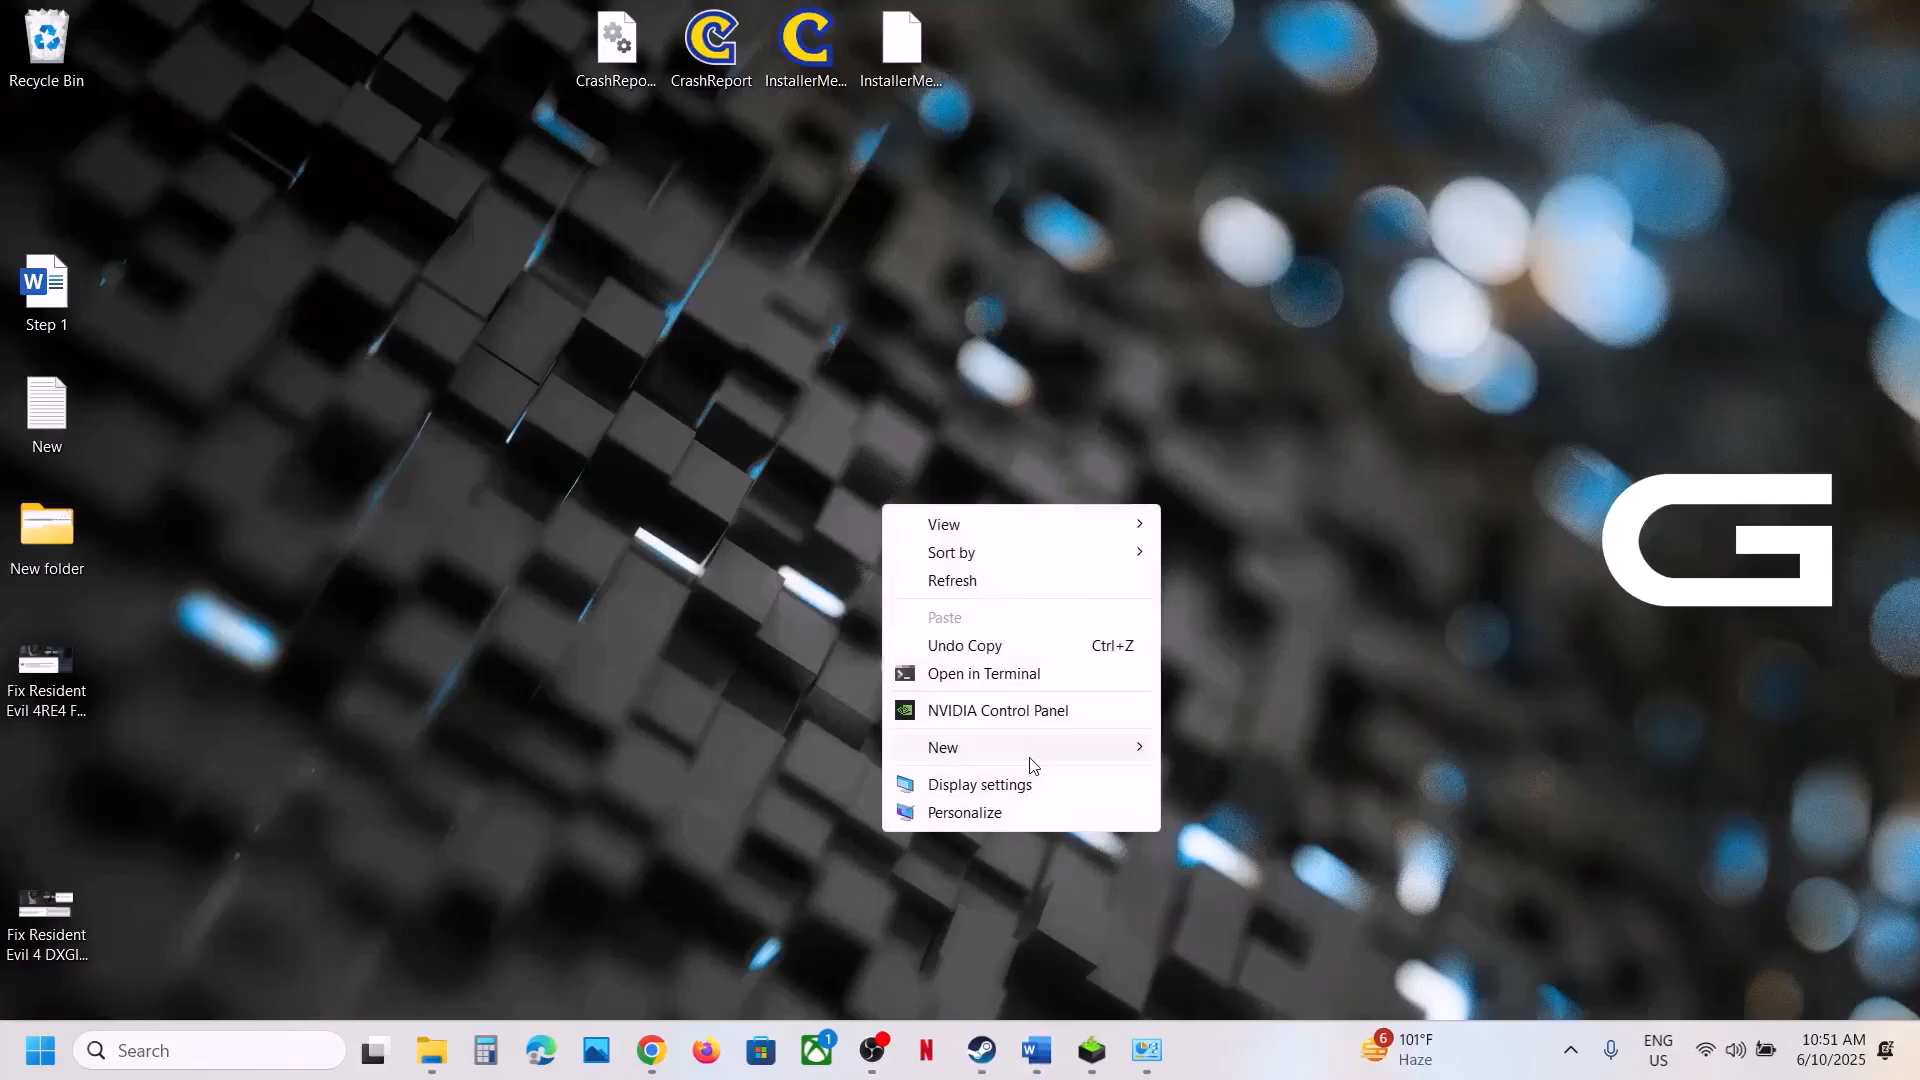 Recycle Bin
CrashRepo...
CrashReport
InstallerMe...
InstallerMe...
Step 1
New
New folder
Fix Resident
Evil 4RE4 F...
Fix Resident
Evil 4 DXGI...
View
Sort by
Refresh
Paste
Undo Copy Ctrl+Z
Open in Terminal
NVIDIA Control Panel
New
Display settings
Personalize
G
Search
1
6
101°F
Haze
ENG
US
10:51 AM
6/10/2025